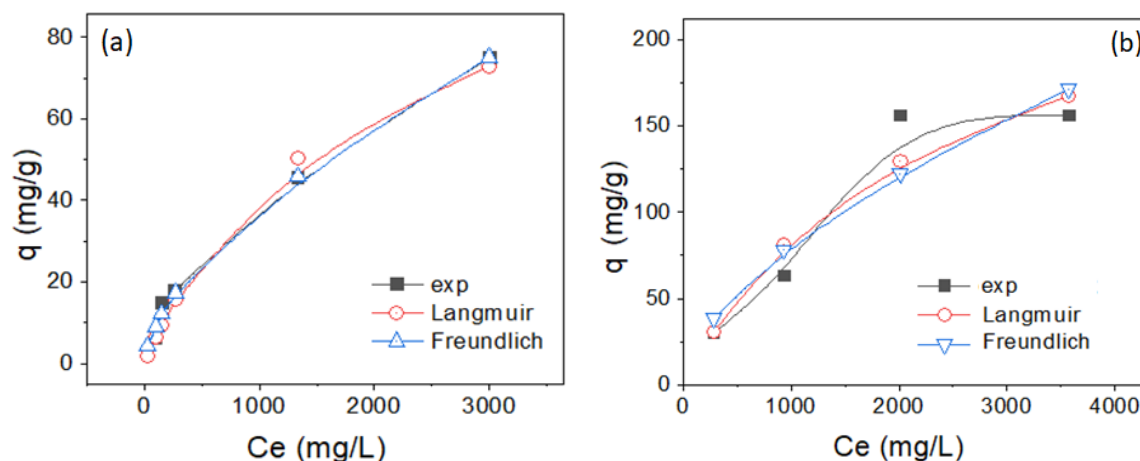 (a)
80
60
40
20
0
q (mg/g)
exp
Langmuir
Freundlich
0 1000 2000 3000
Ce (mg/L)
(b)
200
150
100
50
0
q (mg/g)
exp
Langmuir
Freundlich
0 1000 2000 3000 4000
Ce (mg/L)